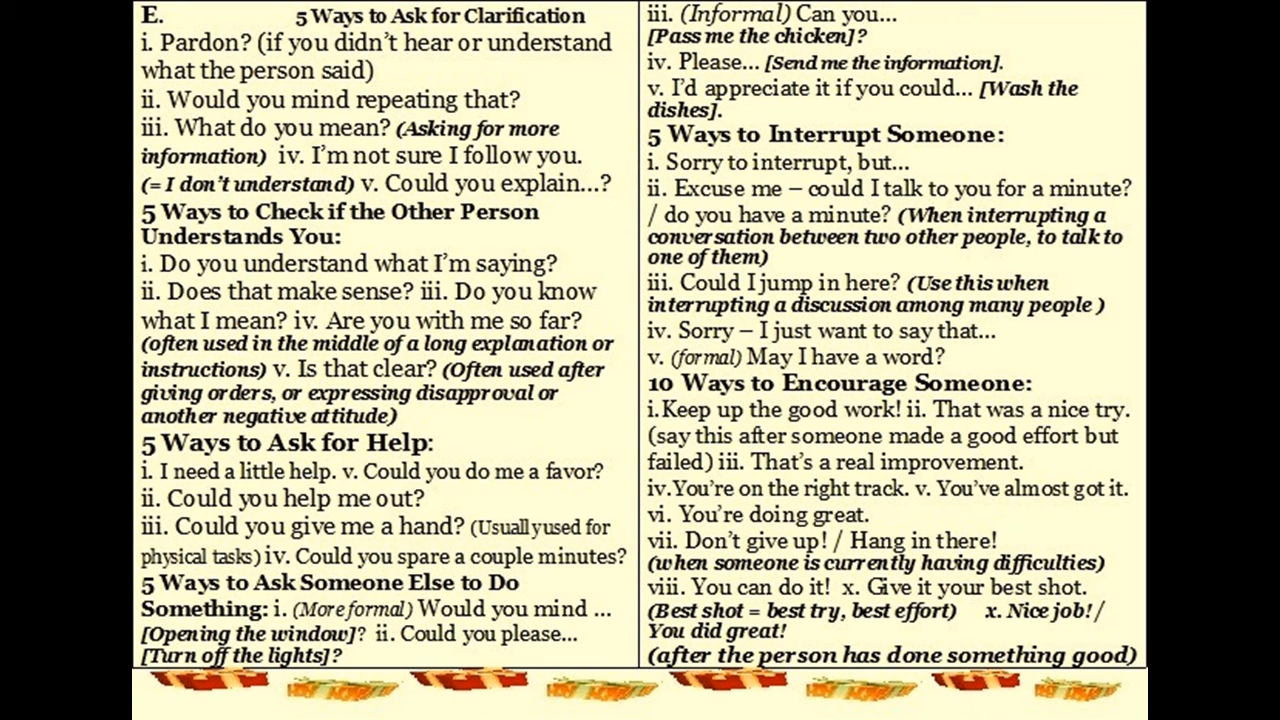 E. 5 Ways to Ask for Clarification
i. Pardon? (if you didn't hear or understand
what the person said)
ii. Would you mind repeating that?
iii. What do you mean? (Asking for more
information) iv. I'm not sure I follow you.
(= I don't understand) v. Could you explain...?
5 Ways to Check if the Other Person
Understands You:
i. Do you understand what I'm saying?
ii. Does that make sense? iii. Do you know
what I mean? iv. Are you with me so far?
(often used in the middle of a long explanation or
instructions) v. Is that clear? (Often used after
giving orders, or expressing disapproval or
another negative attitude)
5 Ways to Ask for Help:
i. I need a little help. v. Could you do me a favor?
ii. Could you help me out?
iii. Could you give me a hand? (Usually used for
physical tasks) iv. Could you spare a couple minutes?
5 Ways to Ask Someone Else to Do
Something: i. (More formal) Would you mind ...
[Opening the window]? ii. Could you please...
[Turn off the lights]?
iii. (Informal) Can you...
[Pass me the chicken]?
iv. Please... [Send me the information].
v. I'd appreciate it if you could... [Wash the
dishes].
5 Ways to Interrupt Someone:
i. Sorry to interrupt, but...
ii. Excuse me – could I talk to you for a minute?
/ do you have a minute? (When interrupting a
conversation between two other people, to talk to
one of them)
iii. Could I jump in here? (Use this when
interrupting a discussion among many people )
iv. Sorry – I just want to say that...
v. (formal) May I have a word?
10 Ways to Encourage Someone:
i.Keep up the good work! ii. That was a nice try.
(say this after someone made a good effort but
failed) iii. That's a real improvement.
iv.You're on the right track. v. You've almost got it.
vi. You're doing great.
vii. Don't give up! / Hang in there!
(when someone is currently having difficulties)
viii. You can do it! x. Give it your best shot.
(Best shot = best try, best effort) x. Nice job! /
You did great!
(after the person has done something good)